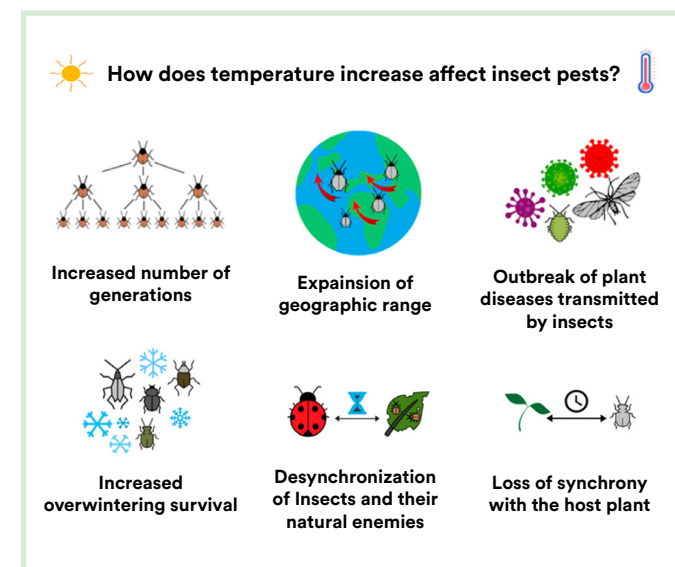 How does temperature increase affect insect pests?
Increased number of
generations
Expainsion of
geographic range
Outbreak of plant
diseases transmitted
by insects
Increased
overwintering survival
Desynchronization
of Insects and their
natural enemies
Loss of synchrony
with the host plant